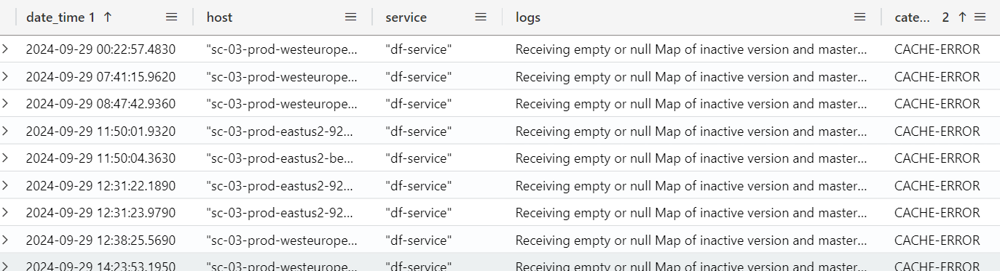 date_time 1 ↑ host service logs cate... 2 ↑
2024-09-29 00:22:57.4830 "sc-03-prod-westeurope... "df-service" Receiving empty or null Map of inactive version and master... CACHE-ERROR
2024-09-29 07:41:15.9620 "sc-03-prod-westeurope... "df-service" Receiving empty or null Map of inactive version and master... CACHE-ERROR
2024-09-29 08:47:42.9360 "sc-03-prod-westeurope... "df-service" Receiving empty or null Map of inactive version and master... CACHE-ERROR
2024-09-29 11:50:01.9320 "sc-03-prod-eastus2-92... "df-service" Receiving empty or null Map of inactive version and master... CACHE-ERROR
2024-09-29 11:50:04.3630 "sc-03-prod-eastus2-be... "df-service" Receiving empty or null Map of inactive version and master... CACHE-ERROR
2024-09-29 12:31:22.1890 "sc-03-prod-eastus2-92... "df-service" Receiving empty or null Map of inactive version and master... CACHE-ERROR
2024-09-29 12:31:23.9790 "sc-03-prod-eastus2-92... "df-service" Receiving empty or null Map of inactive version and master... CACHE-ERROR
2024-09-29 12:38:25.5690 "sc-03-prod-westeurope... "df-service" Receiving empty or null Map of inactive version and master... CACHE-ERROR
2024-09-29 14:23:53.1950 "sc-03-prod-westeurope... "df-service" Receiving empty or null Map of inactive version and master... CACHE-ERROR